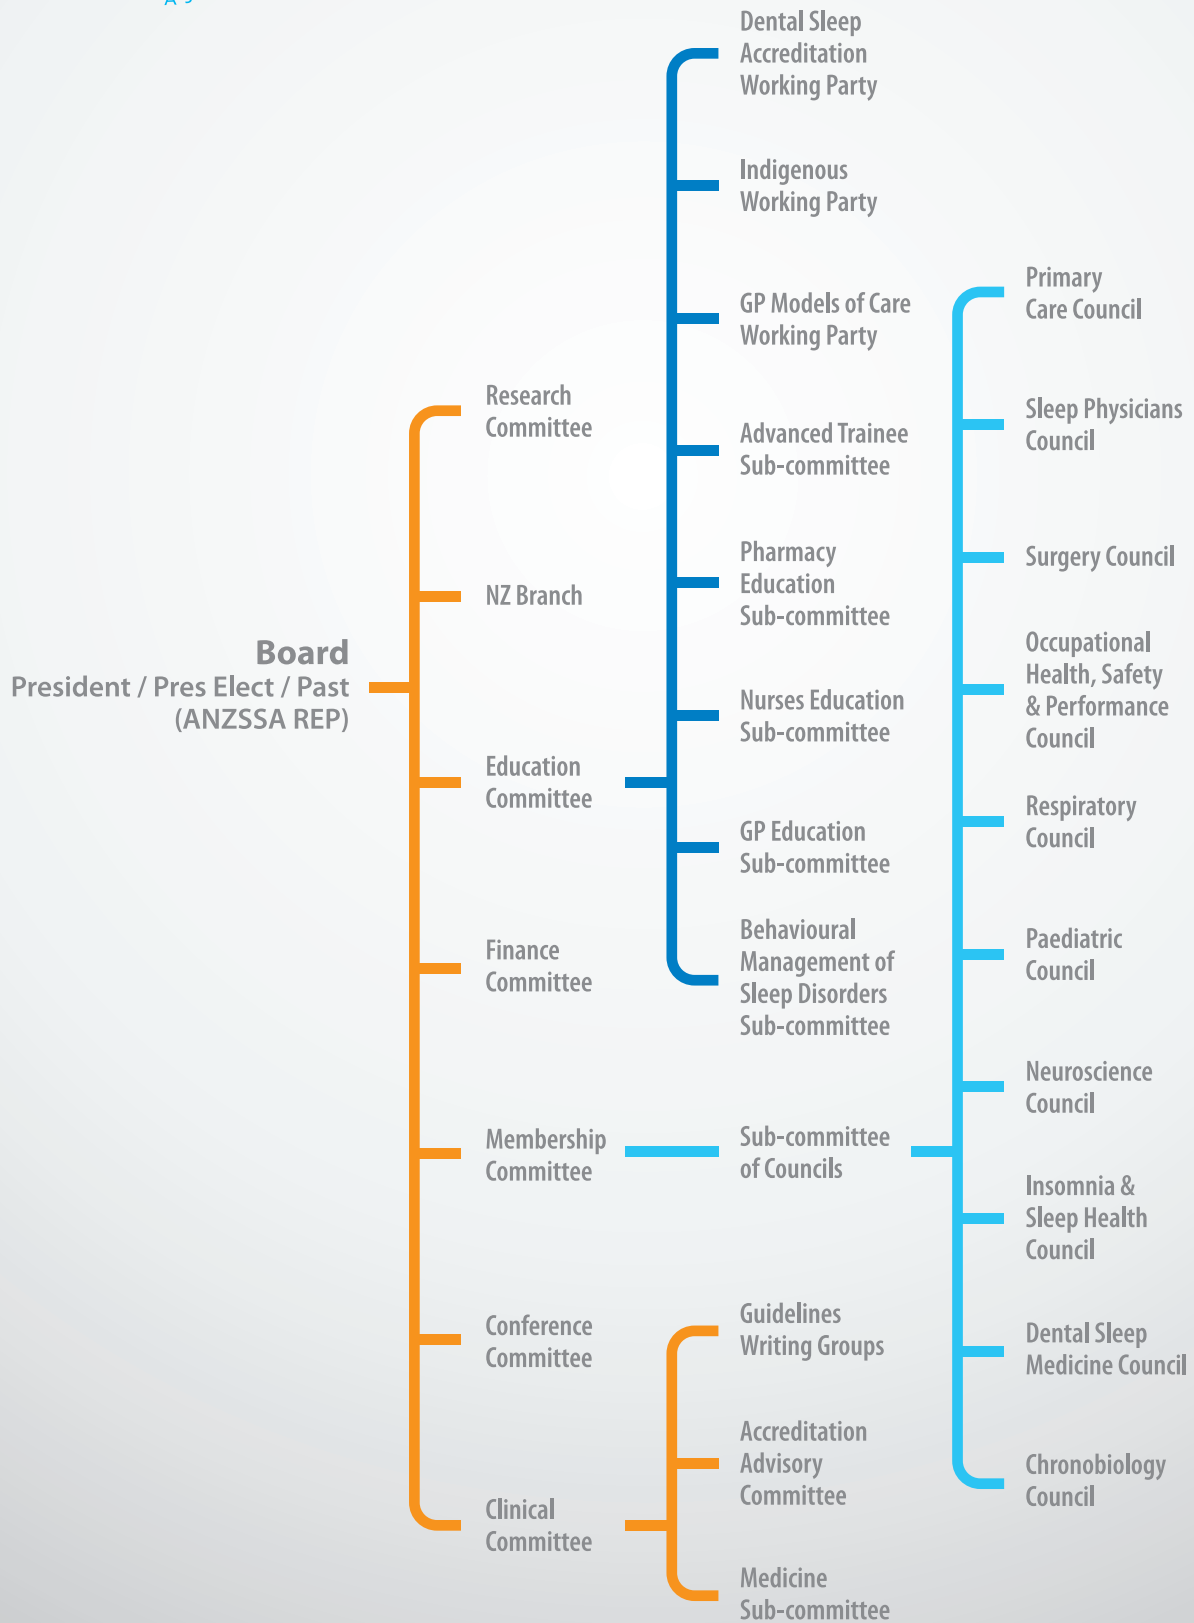 Board
President / Pres Elect / Past
(ANZSSA REP)
Research
Committee
NZ Branch
Education
Committee
Finance
Committee
Membership
Committee
Conference
Committee
Clinical
Committee
Dental Sleep
Accreditation
Working Party
Indigenous
Working Party
GP Models of Care
Working Party
Advanced Trainee
Sub-committee
Pharmacy
Education
Sub-committee
Nurses Education
Sub-committee
GP Education
Sub-committee
Behavioural
Management of
Sleep Disorders
Sub-committee
Sub-committee
of Councils
Guidelines
Writing Groups
Accreditation
Advisory
Committee
Medicine
Sub-committee
Primary
Care Council
Sleep Physicians
Council
Surgery Council
Occupational
Health, Safety
& Performance
Council
Respiratory
Council
Paediatric
Council
Neuroscience
Council
Insomnia &
Sleep Health
Council
Dental Sleep
Medicine Council
Chronobiology
Council